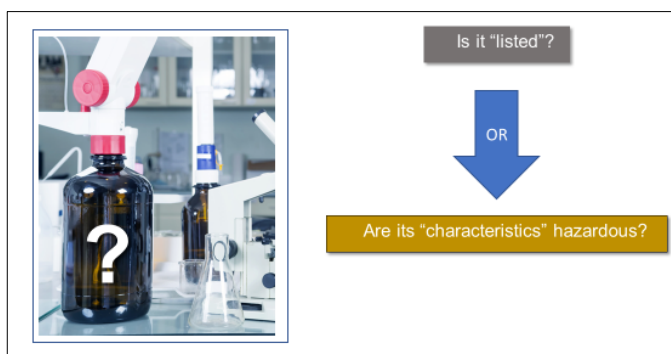 Is it “listed”?
OR
Are its “characteristics” hazardous?
?